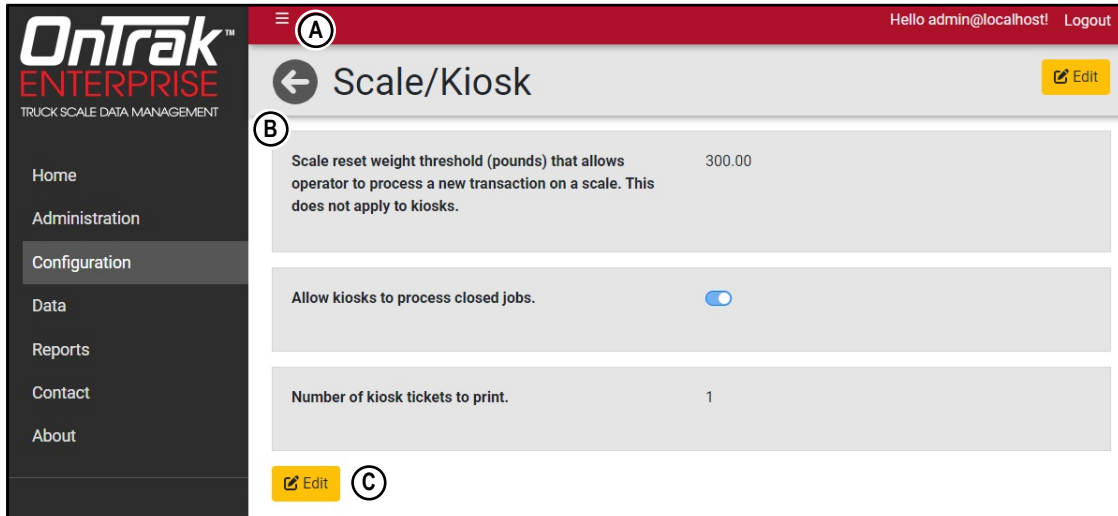 OnTrak™
ENTERPRISE
TRUCK SCALE DATA MANAGEMENT
Home
Administration
Configuration
Data
Reports
Contact
About
A
Hello admin@localhost! Logout
Scale/Kiosk
Edit
B
Scale reset weight threshold (pounds) that allows
operator to process a new transaction on a scale. This
does not apply to kiosks.
300.00
Allow kiosks to process closed jobs.
Number of kiosk tickets to print.
1
Edit
C